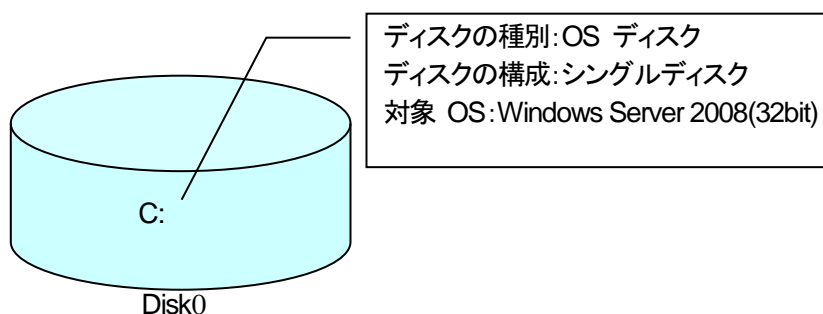 ディスクの種別：OS ディスク
ディスクの構成：シングルディスク
対象 OS：Windows Server 2008(32bit)
C:
Disk0